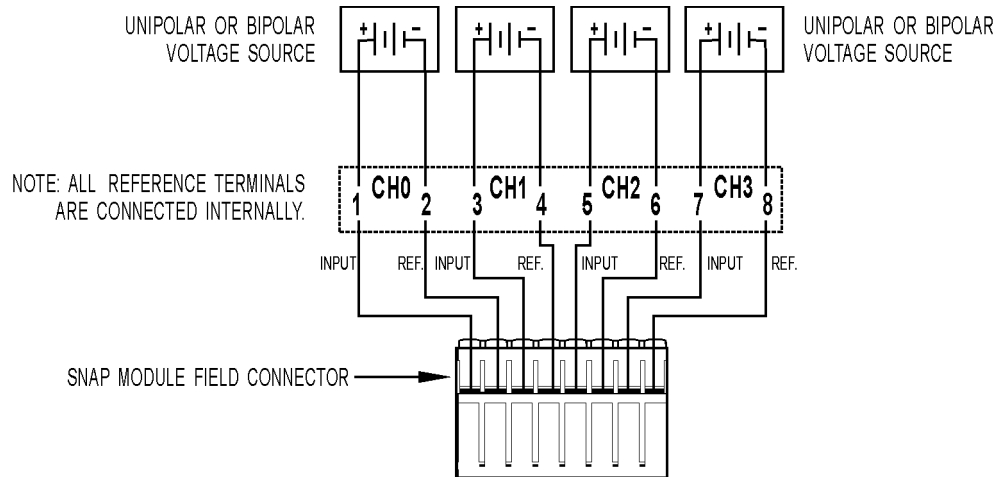 UNIPOLAR OR BIPOLAR
VOLTAGE SOURCE
+ - + - + - + -
UNIPOLAR OR BIPOLAR
VOLTAGE SOURCE
NOTE: ALL REFERENCE TERMINALS
ARE CONNECTED INTERNALLY.
1 CH0 2 3 CH1 4 5 CH2 6 7 CH3 8
INPUT REF. INPUT REF. INPUT REF. INPUT REF.
SNAP MODULE FIELD CONNECTOR